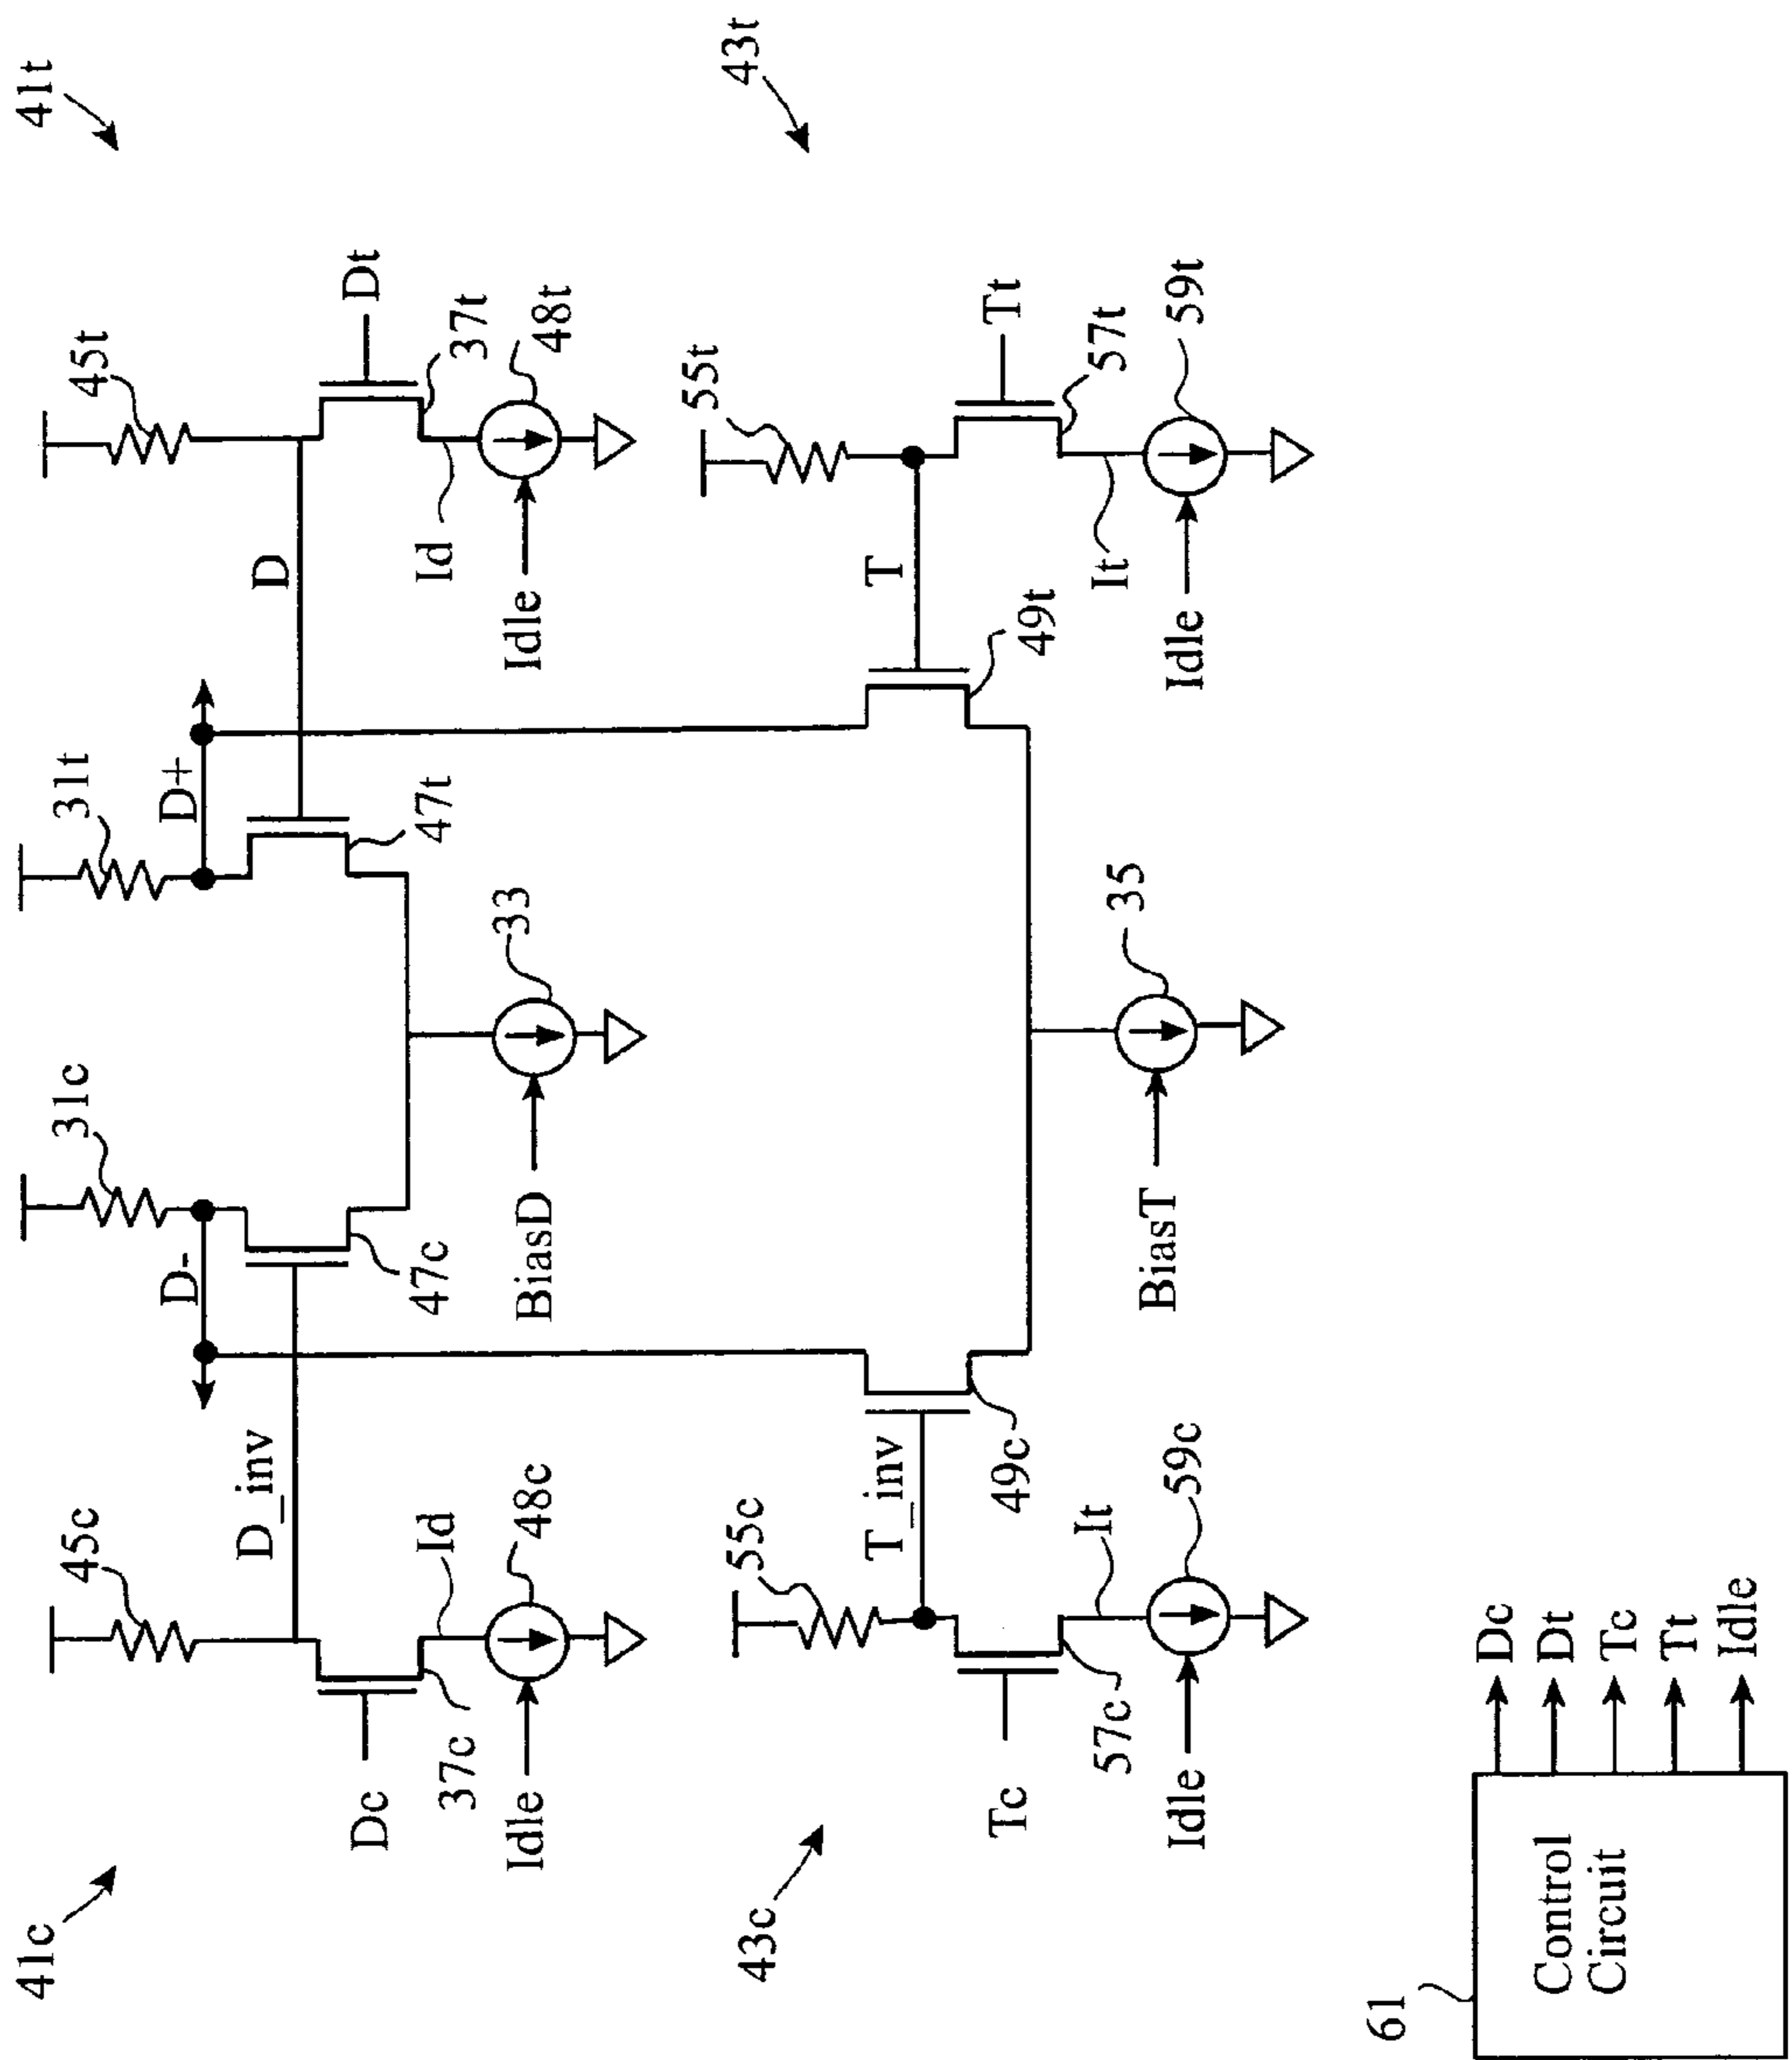 41c
41t
45c
31c
31t
45t
D-
D+
D_inv
D
Dc
Dt
47c
47t
37c
37t
Id
Id
48c
33
48t
Idle
BiasD
Idle
43c
43t
55c
55t
T_inv
T
Tc
Tt
49c
49t
57c
57t
It
It
59c
35
59t
Idle
BiasT
Idle
61
Control
Circuit
Dc
Dt
Tc
Tt
Idle